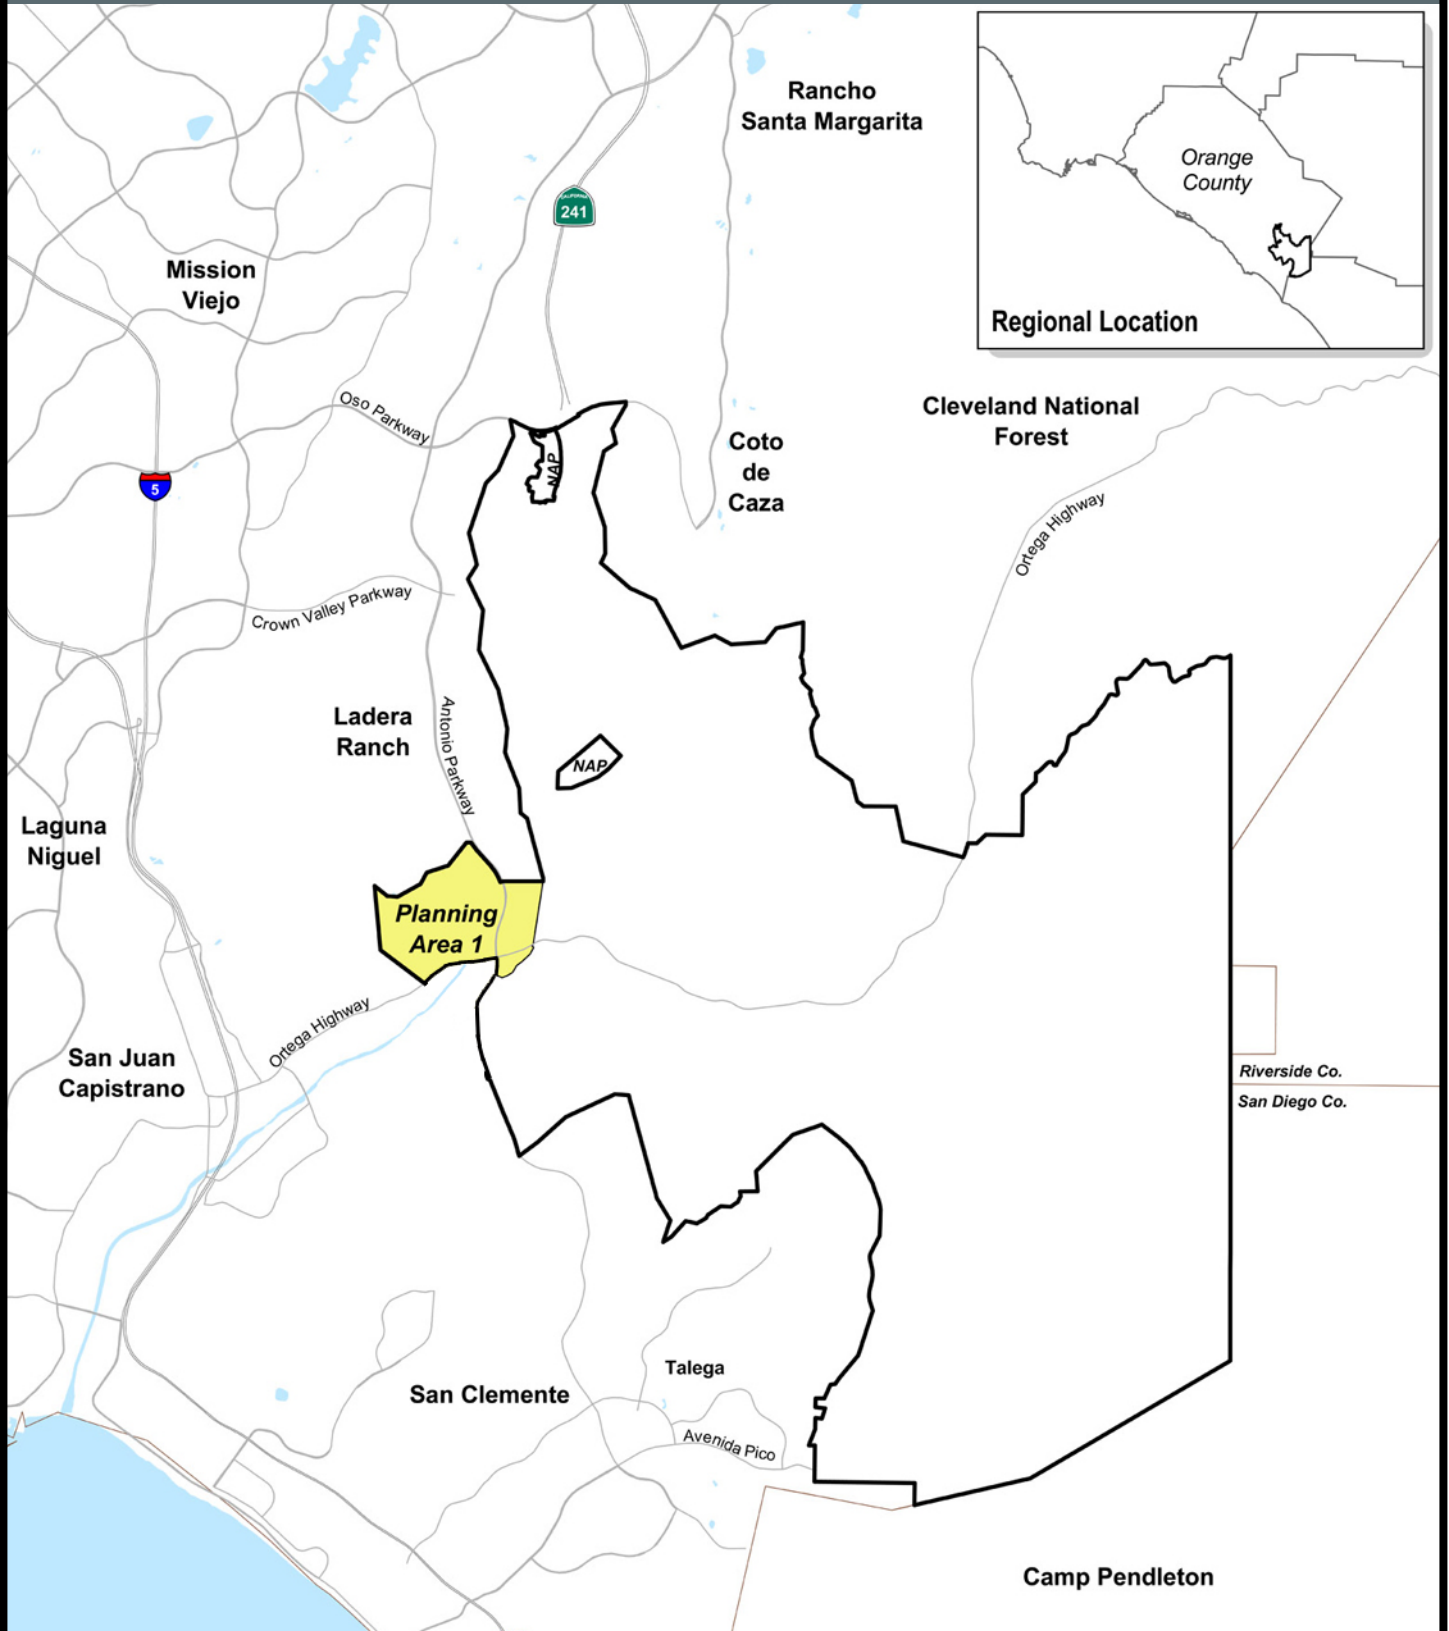 Rancho
Santa Margarita
Orange
County
Regional Location
CALIFORNIA
241
Mission
Viejo
Oso Parkway
Cleveland National
Forest
NAP
Coto
de
Caza
5
Ortega Highway
Crown Valley Parkway
Ladera
Ranch
Antonio Parkway
NAP
Laguna
Niguel
Planning
Area 1
Ortega Highway
San Juan
Capistrano
Riverside Co.
San Diego Co.
Talega
San Clemente
Avenida Pico
Camp Pendleton